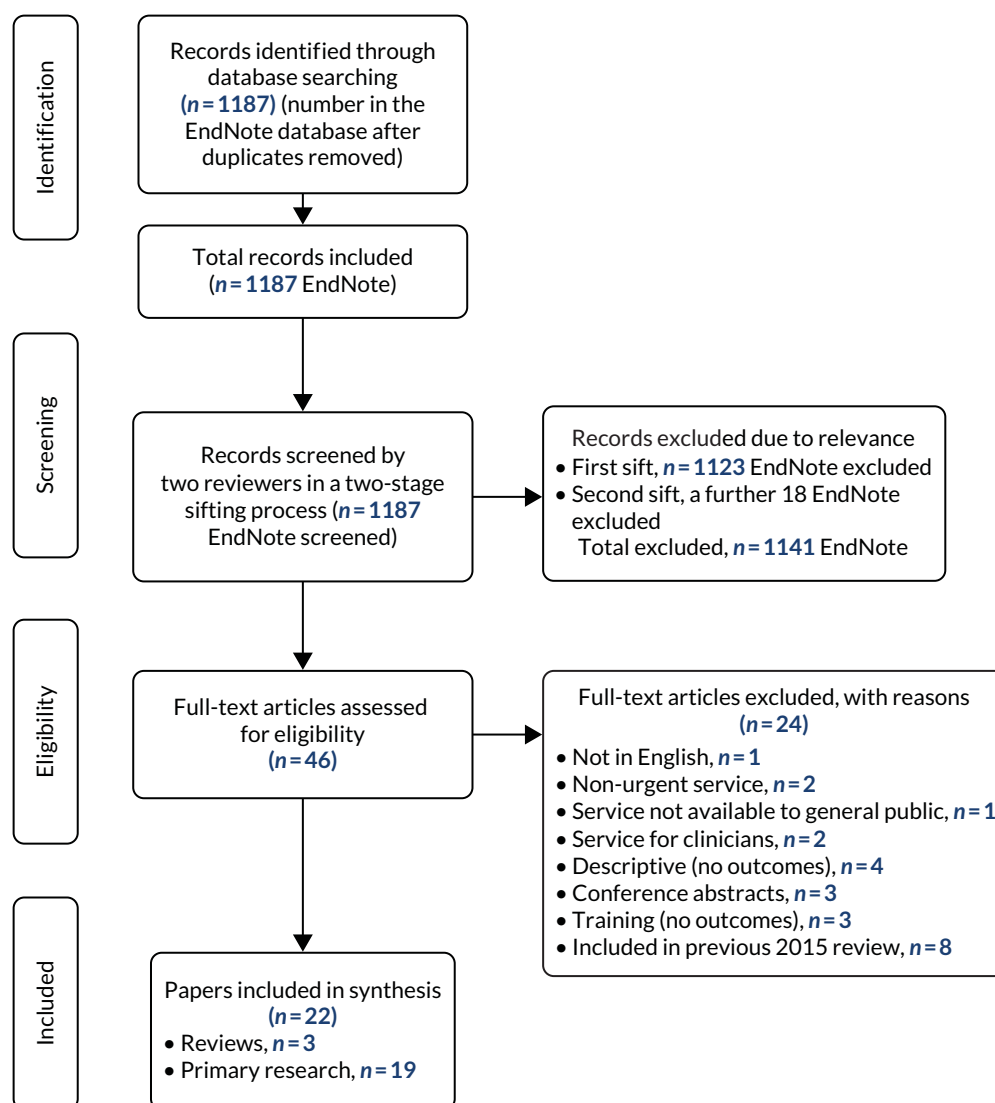 Identification
Records identified through
database searching
(n=1187) (number in the
EndNote database after
duplicates removed)
Total records included
(n=1187 EndNote)
Screening
Records screened by
two reviewers in a two-stage
sifting process (n=1187
EndNote screened)
Records excluded due to relevance
• First sift, n=1123 EndNote excluded
• Second sift, a further 18 EndNote
excluded
Total excluded, n=1141 EndNote
Eligibility
Full-text articles assessed
for eligibility
(n=46)
Full-text articles excluded, with reasons
(n=24)
• Not in English, n=1
• Non-urgent service, n=2
• Service not available to general public, n=1
• Service for clinicians, n=2
• Descriptive (no outcomes), n=4
• Conference abstracts, n=3
• Training (no outcomes), n=3
• Included in previous 2015 review, n=8
Included
Papers included in synthesis
(n=22)
• Reviews, n=3
• Primary research, n=19